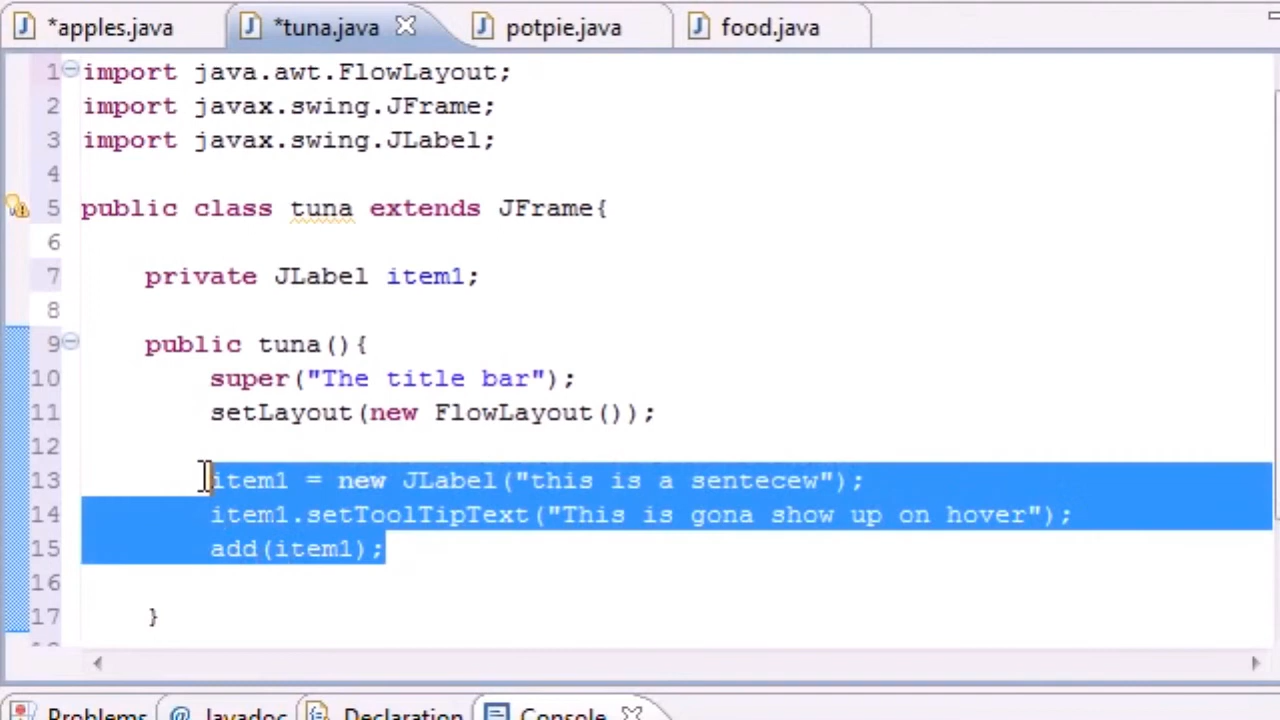 *apples.java *tuna.java potpie.java food.java
1 import java.awt.FlowLayout;
2 import javax.swing.JFrame;
3 import javax.swing.JLabel;
4
5 public class tuna extends JFrame{
6
7 private JLabel item1;
8
9 public tuna(){
10 super("The title bar");
11 setLayout(new FlowLayout());
12
13 item1 = new JLabel("this is a sentecew");
14 item1.setToolTipText("This is gona show up on hover");
15 add(item1);
16
17 }
Problems @ Javadoc Declaration Console